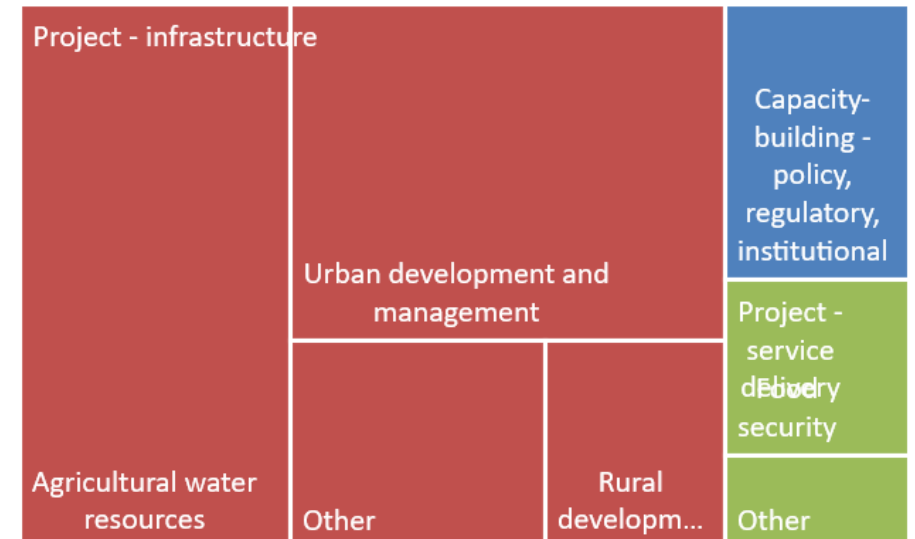 Project - infrastructure
Agricultural water
resources
Urban development and
management
Other
Rural
developm...
Capacity-
building -
policy,
regulatory,
institutional
Project -
service
delivery
Food
security
Other